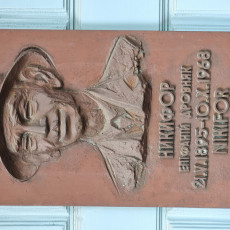 НИКИФОР
ЕПІФАНІЙ ДРОВНЯК
21.V.1895–10.X.1968
NIKIFOR